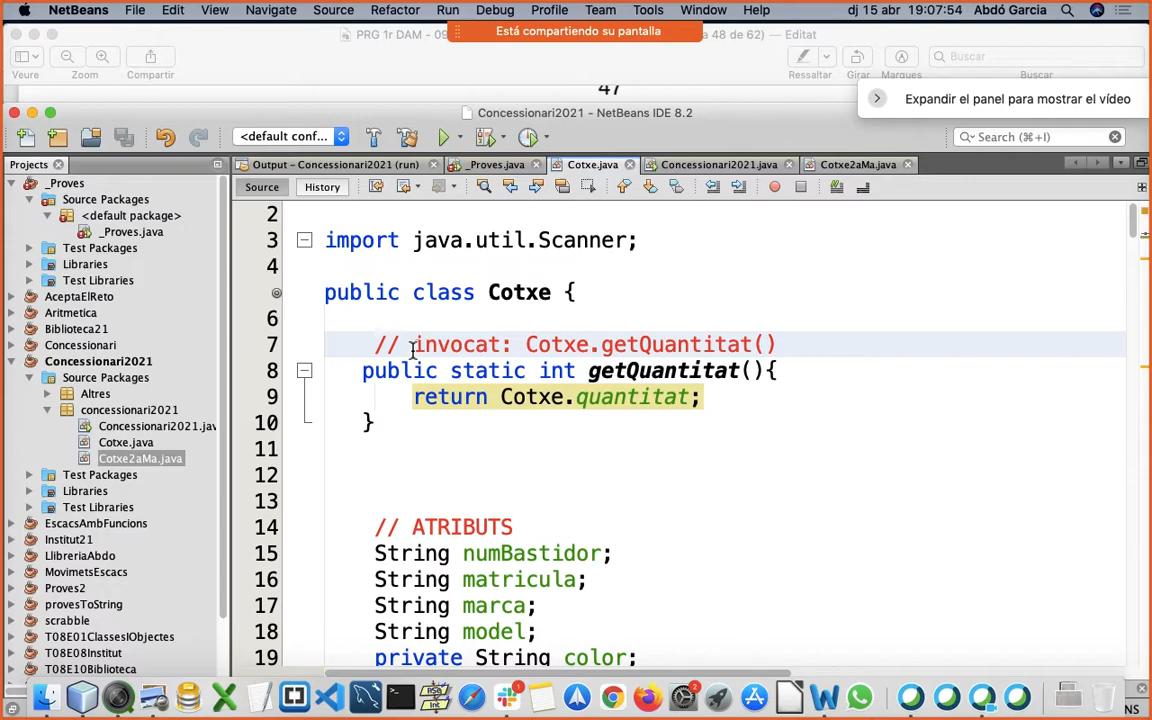 NetBeans File Edit View Navigate Source Refactor Run Debug Profile Team Tools Window Help dj 15 abr 19:07:54 Abdó Garcia
Está compartiendo su pantalla
PRG 1r DAM - 09
a 48 de 62) — Editat
Buscar
Veure Zoom Compartir Ressaltar Girar Marques Buscar
47
Expandir el panel para mostrar el vídeo
Concessionari2021 - NetBeans IDE 8.2
<default conf...
Search (⌘+I)
Projects
Output – Concessionari2021 (run) _Proves.java Cotxe.java Concessionari2021.java Cotxe2aMa.java
Source History
_Proves
Source Packages
<default package>
_Proves.java
Test Packages
Libraries
Test Libraries
AceptaElReto
Aritmetica
Biblioteca21
Concessionari
Concessionari2021
Source Packages
Altres
concessionari2021
Concessionari2021.jav
Cotxe.java
Cotxe2aMa.java
Test Packages
Libraries
Test Libraries
EscacsAmbFuncions
Institut21
LlibreriaAbdo
MovimetsEscacs
Proves2
provesToString
scrabble
T08E01ClassesIObjectes
T08E08Institut
T08E10Biblioteca
2
3 import java.util.Scanner;
4
public class Cotxe {
6
7 // invocat: Cotxe.getQuantitat()
8 public static int getQuantitat(){
9 return Cotxe.quantitat;
10 }
11
12
13
14 // ATRIBUTS
15 String numBastidor;
16 String matricula;
17 String marca;
18 String model;
19 private String color;
INS